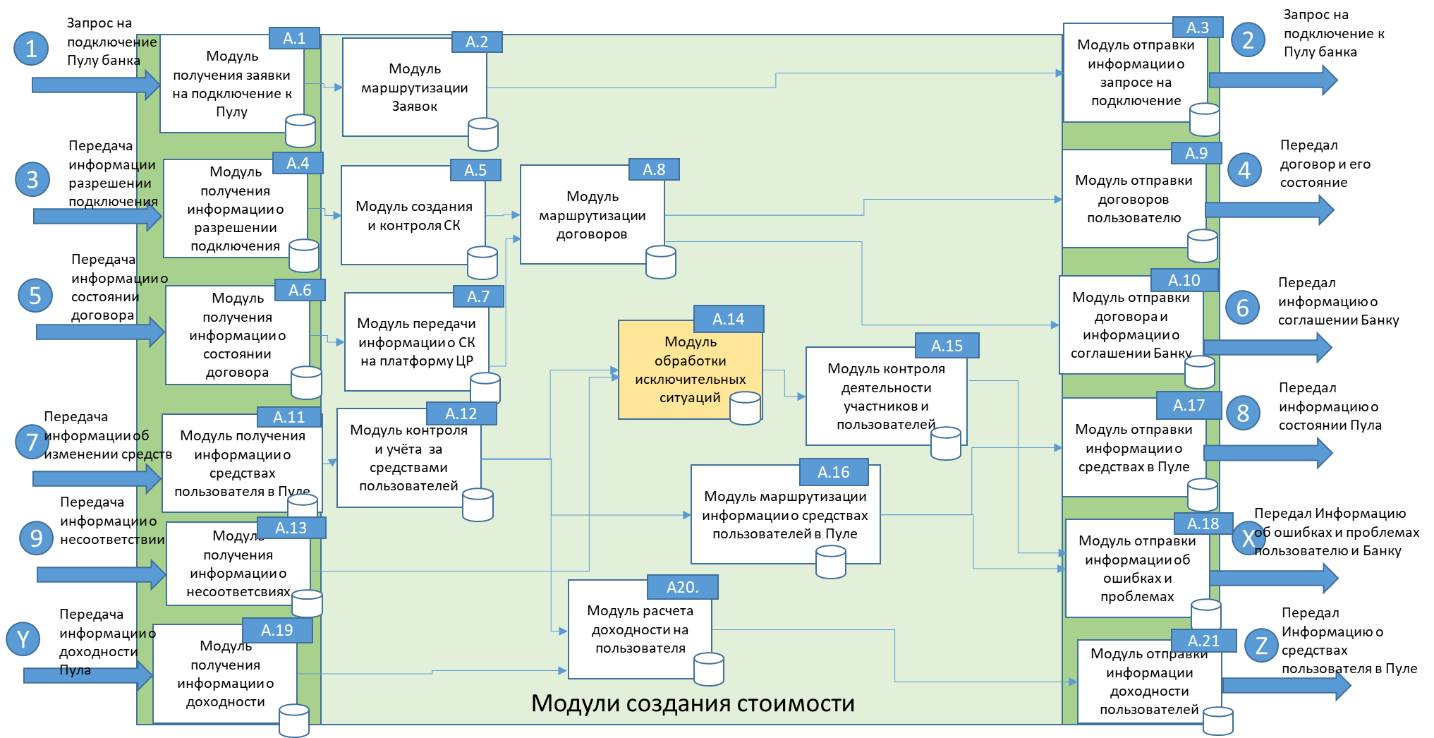 1
Запрос на
подключение
Пулу банка
А.1
Модуль
получения заявки
на подключение к
Пулу
А.2
Модуль
маршрутизации
Заявок
А.3
Модуль отправки
информации о
запросе на
подключение
2
Запрос на
подключение к
Пулу банка
3
Передача
информации
разрешении
подключения
А.4
Модуль
получения
информации о
разрешении
подключения
А.5
Модуль создания
и контроля СК
А.8
Модуль
маршрутизации
договоров
А.9
Модуль отправки
договоров
пользователю
4
Передал
договор и его
состояние
5
Передача
информации о
состоянии
договора
А.6
Модуль
получения
информации о
состоянии
договора
А.7
Модуль передачи
информации о СК
на платформу ЦР
А.10
Модуль отправки
договора и
информации о
соглашении Банку
6
Передал
информацию о
соглашении Банку
А.14
Модуль
обработки
исключительных
ситуаций
А.15
Модуль контроля
деятельности
участников и
пользователей
7
Передача
информации об
изменении средств
А.11
Модуль получения
информации о
средствах
пользователя в Пуле
А.12
Модуль контроля
и учёта за
средствами
пользователей
А.17
Модуль отправки
информации о
средствах в Пуле
8
Передал
информацию о
состоянии Пула
А.16
Модуль маршрутизации
информации о средствах
пользователей в Пуле
9
Передача
информации о
несоответствии
А.13
Модуль
получения
информации о
несоответсвиях
А.18
Модуль отправки
информации об
ошибках и
проблемах
X
Передал Информацию
об ошибках и проблемах
пользователю и Банку
Y
Передача
информации о
доходности
Пула
А.19
Модуль
получения
информации о
доходности
А20.
Модуль расчета
доходности на
пользователя
А.21
Модуль отправки
информации
доходности
пользователей
Z
Передал
Информацию о
средствах
пользователя в Пуле
Модули создания стоимости